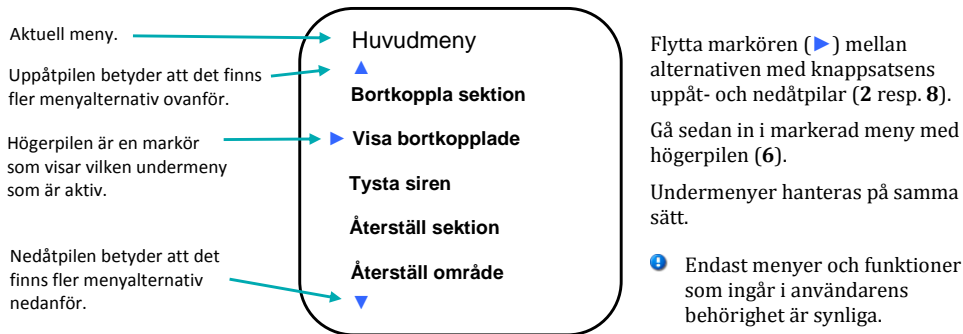 Aktuell meny.
Uppåtpilen betyder att det finns
fler menyalternativ ovanför.
Högerpilen är en markör
som visar vilken undermeny
som är aktiv.
Nedåtpilen betyder att det
finns fler menyalternativ
nedanför.
Huvudmeny
▲
Bortkoppla sektion
► Visa bortkopplade
Tysta siren
Återställ sektion
Återställ område
▼
Flytta markören (►) mellan
alternativen med knappsatsens
uppåt- och nedåtpilar (2 resp. 8).
Gå sedan in i markerad meny med
högerpilen (6).
Undermenyer hanteras på samma
sätt.
Endast menyer och funktioner
som ingår i användarens
behörighet är synliga.